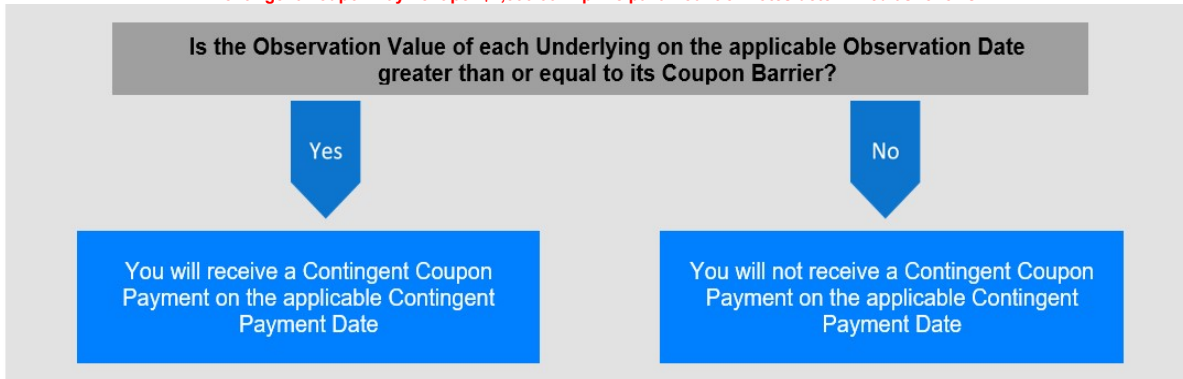 Is the Observation Value of each Underlying on the applicable Observation Date
greater than or equal to its Coupon Barrier?
Yes
No
You will receive a Contingent Coupon
Payment on the applicable Contingent
Payment Date
You will not receive a Contingent Coupon
Payment on the applicable Contingent
Payment Date